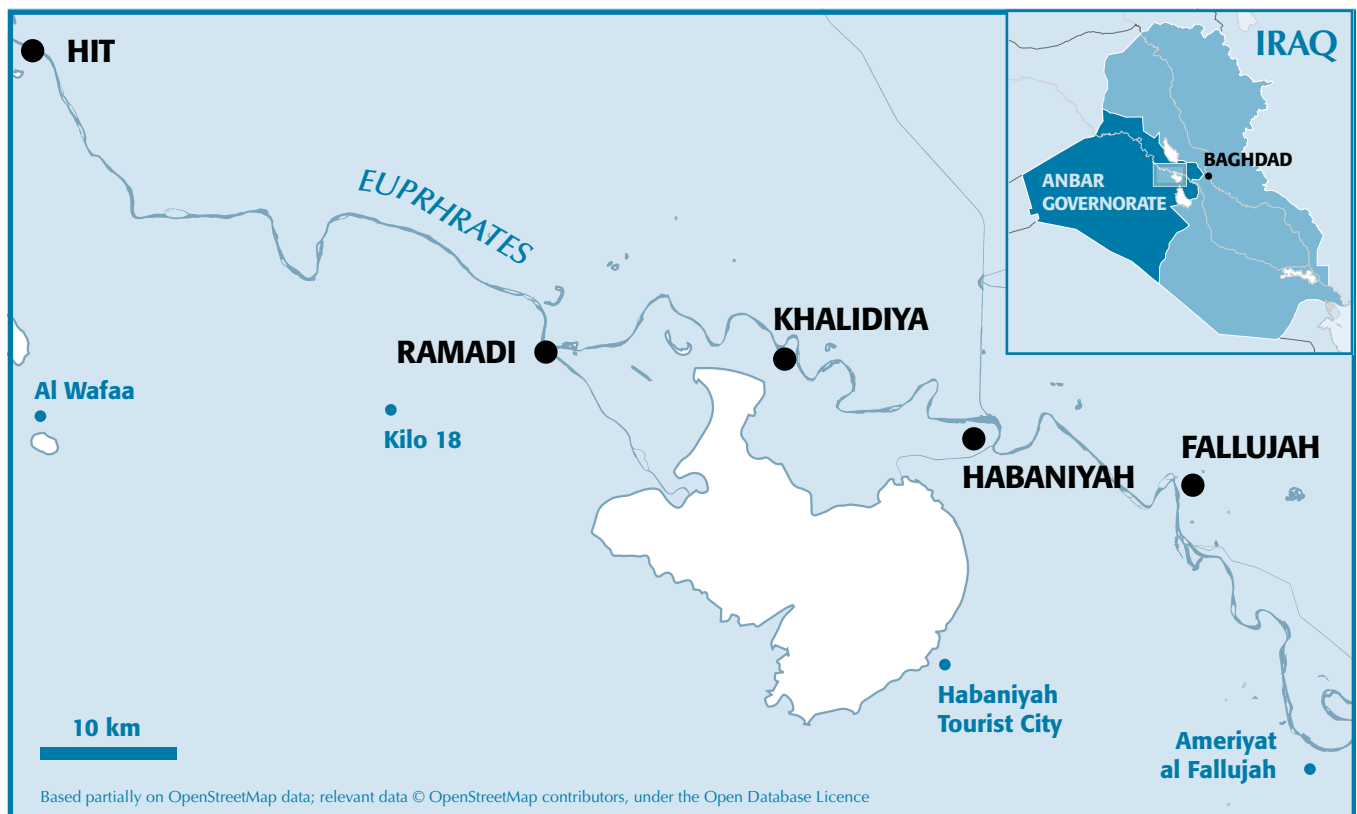 HIT
IRAQ
BAGHDAD
ANBAR
GOVERNORATE
EUPRHRATES
KHALIDIYA
RAMADI
Al Wafaa
Kilo 18
FALLUJAH
HABANIYAH
Habaniyah
Tourist City
10 km
Ameriyat
al Fallujah
Based partially on OpenStreetMap data; relevant data © OpenStreetMap contributors, under the Open Database Licence